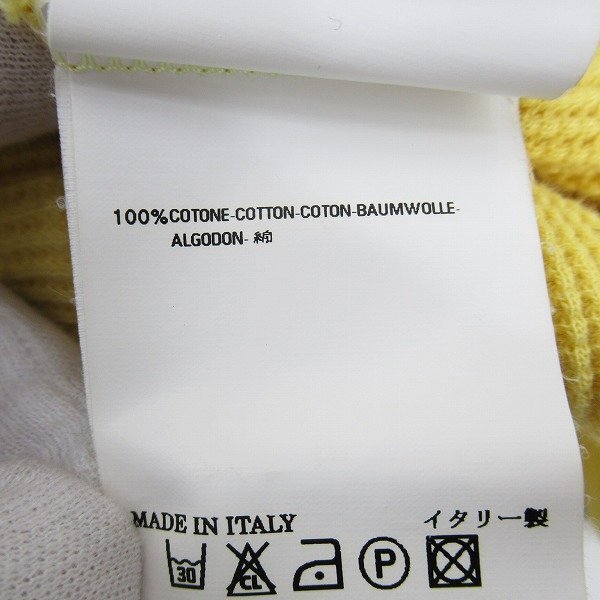 100%COTONE-COTTON-COTON-BAUMWOLLE-
ALGODON- 綿
MADE IN ITALY イタリー製
30 CL P